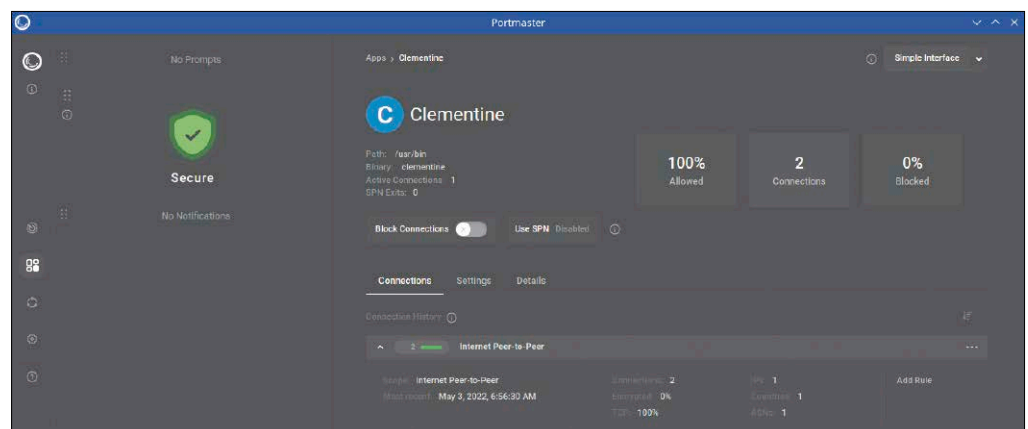 Portmaster
No Prompts
Secure
No Notifications
Apps > Clementine
Simple Interface
C Clementine
Path: /usr/bin
Binary: clementine
Active Connections: 1
SPN Exits: 0
100%
Allowed
2
Connections
0%
Blocked
Block Connections
Use SPN Disabled
Connections Settings Details
Connection History
2 Internet Peer-to-Peer
Scope: Internet Peer-to-Peer
Most recent: May 3, 2022, 6:56:30 AM
Connections: 2
Encrypted: 0%
TCP: 100%
IPs: 1
Countries: 1
ASNs: 1
Add Rule